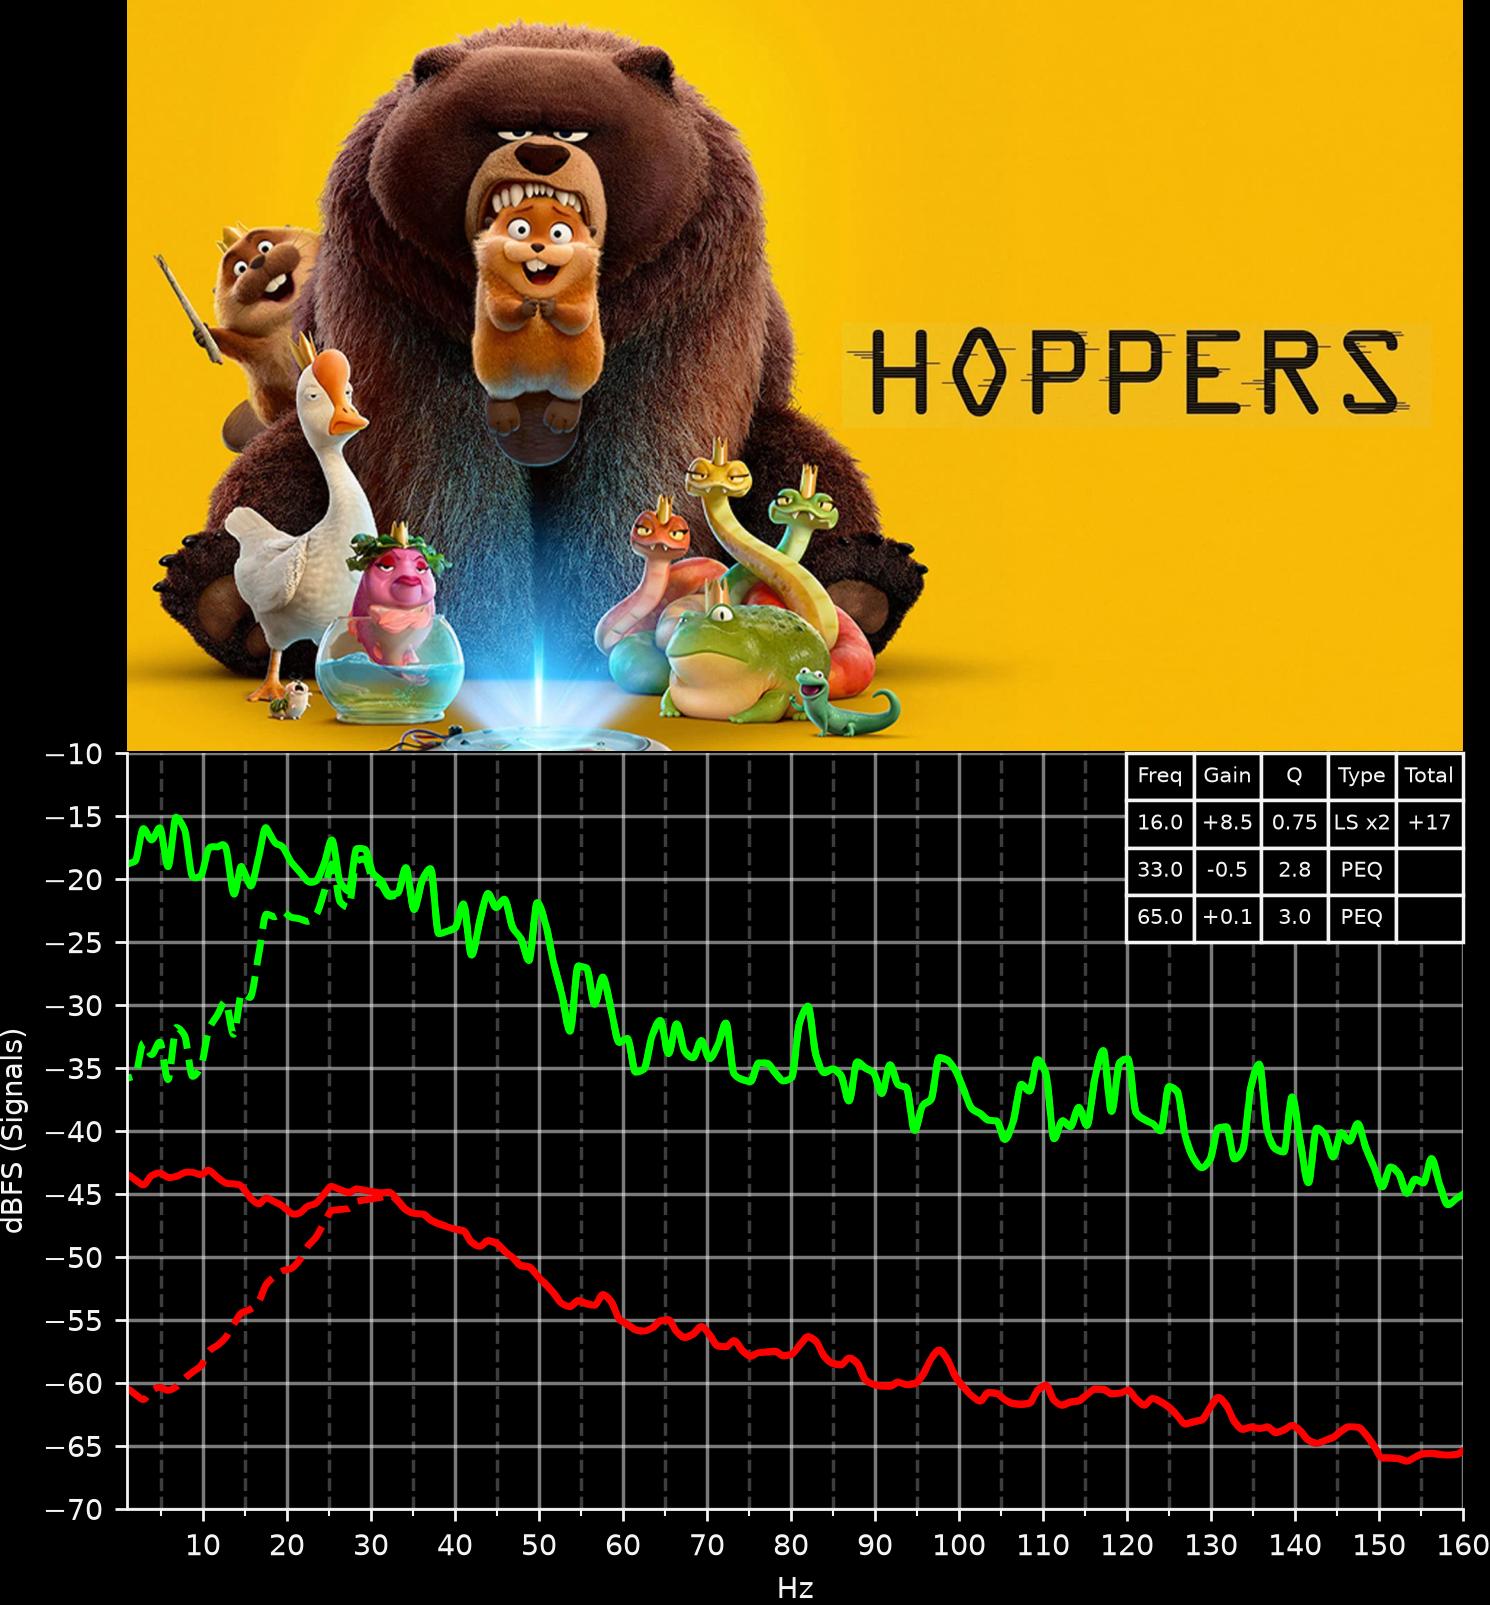 HOPPERS
Freq Gain Q Type Total
16.0 +8.5 0.75 LS x2 +17
33.0 -0.5 2.8 PEQ
65.0 +0.1 3.0 PEQ
−10
−15
−20
−25
−30
−35
−40
−45
−50
−55
−60
−65
−70
dBFS (Signals)
10 20 30 40 50 60 70 80 90 100 110 120 130 140 150 160
Hz